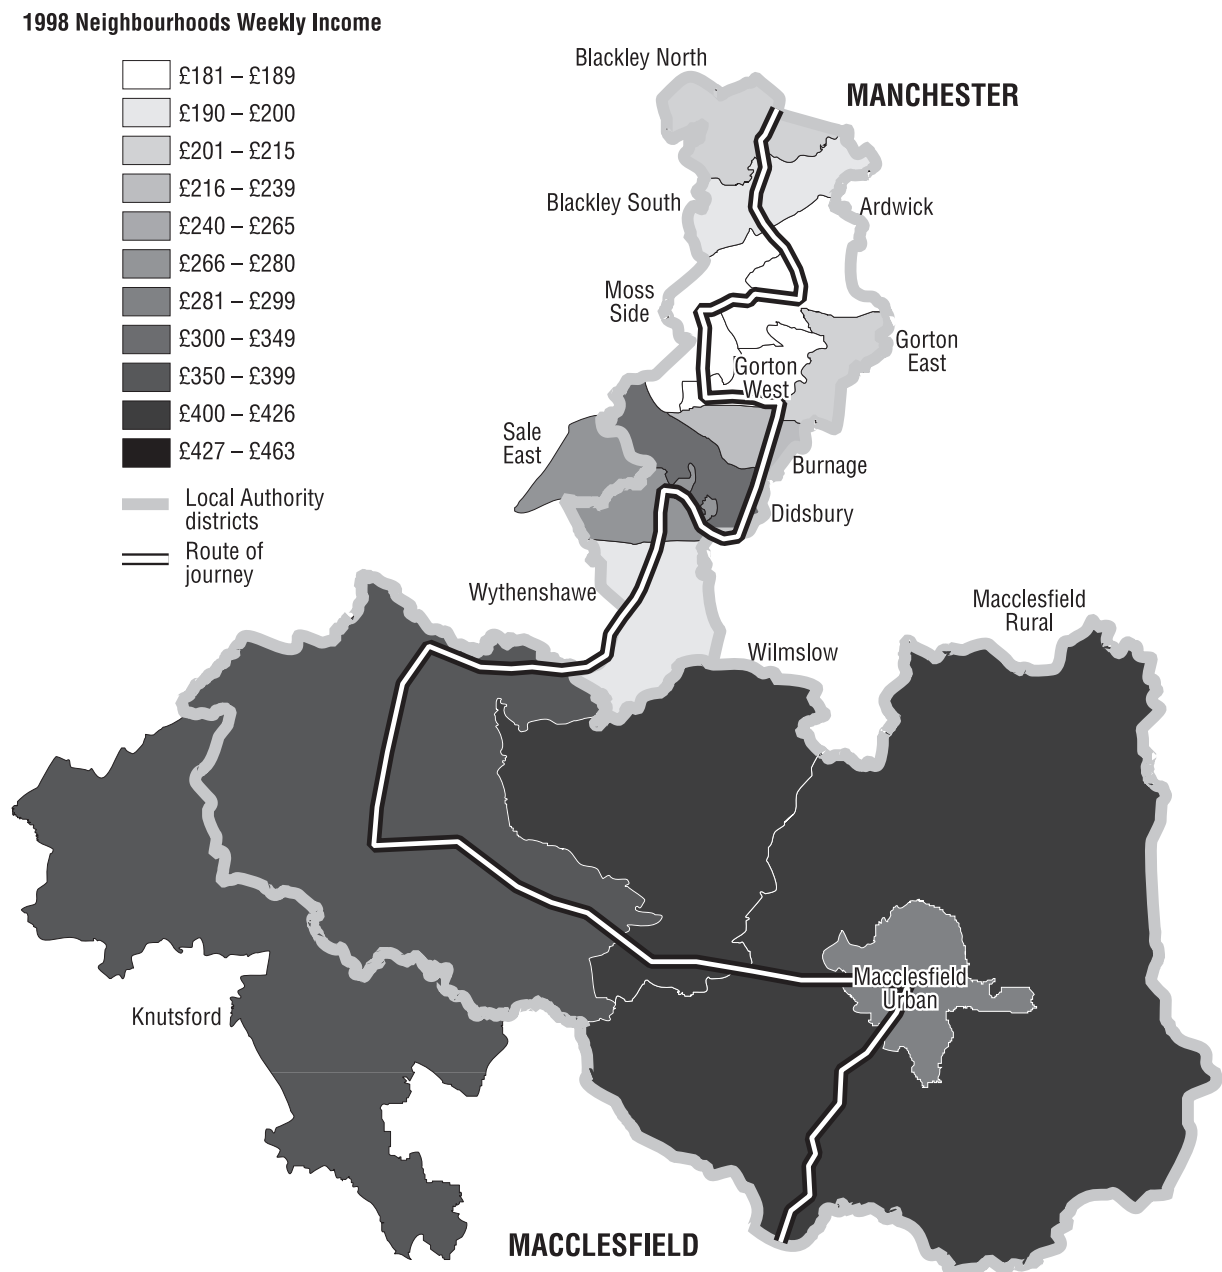 1998 Neighbourhoods Weekly Income
£181 – £189
£190 – £200
£201 – £215
£216 – £239
£240 – £265
£266 – £280
£281 – £299
£300 – £349
£350 – £399
£400 – £426
£427 – £463
Local Authority
districts
Route of
journey
Blackley North
MANCHESTER
Blackley South
Ardwick
Moss
Side
Gorton
East
Gorton
West
Sale
East
Burnage
Didsbury
Wythenshawe
Macclesfield
Rural
Wilmslow
Macclesfield
Urban
Knutsford
MACCLESFIELD